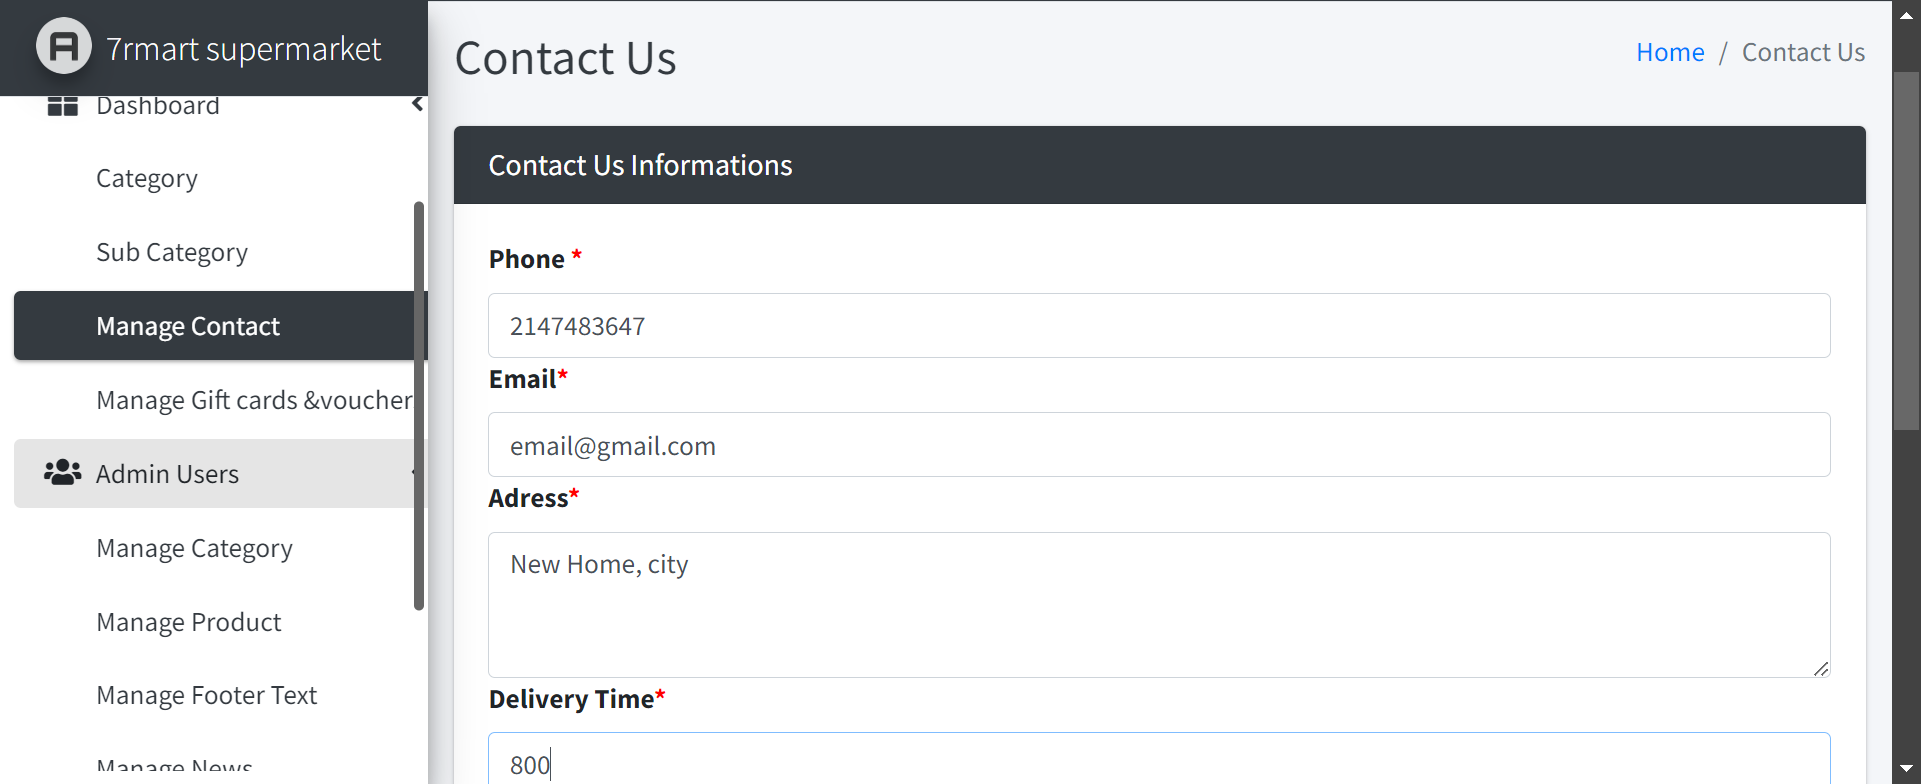 7rmart supermarket
Dashboard
Category
Sub Category
Manage Contact
Manage Gift cards &voucher
Admin Users
Manage Category
Manage Product
Manage Footer Text
Manage News
Contact Us
Home / Contact Us
Contact Us Informations
Phone *
2147483647
Email*
email@gmail.com
Adress*
New Home, city
Delivery Time*
800